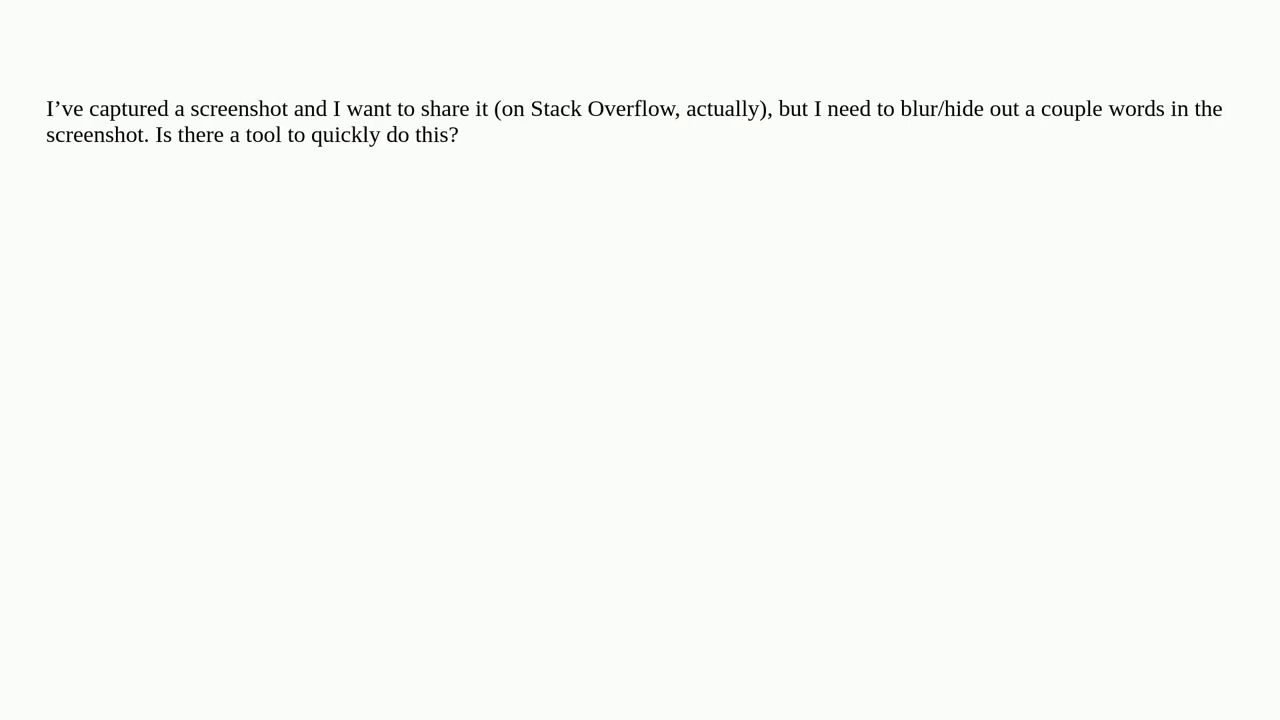 I’ve captured a screenshot and I want to share it (on Stack Overflow, actually), but I need to blur/hide out a couple words in the
screenshot. Is there a tool to quickly do this?